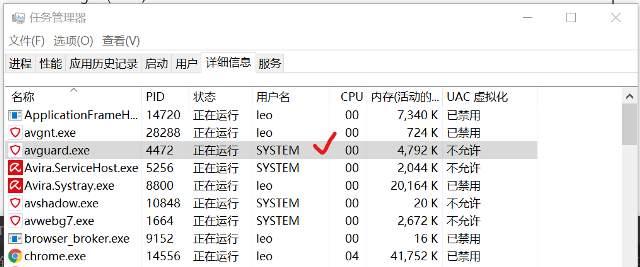 任务管理器
文件(F) 选项(O) 查看(V)
进程 性能 应用历史记录 启动 用户 详细信息 服务
名称 PID 状态 用户名 CPU 内存(活动的... UAC 虚拟化
ApplicationFrameH... 14720 正在运行 leo 00 7,340 K 已禁用
avgnt.exe 28288 正在运行 leo 00 724 K 已禁用
avguard.exe 4472 正在运行 SYSTEM 00 4,792 K 不允许
Avira.ServiceHost.exe 5256 正在运行 SYSTEM 00 2,044 K 不允许
Avira.Systray.exe 8800 正在运行 leo 00 20,164 K 已禁用
avshadow.exe 10848 正在运行 SYSTEM 00 20 K 不允许
avwebg7.exe 1664 正在运行 SYSTEM 00 2,672 K 不允许
browser_broker.exe 9152 正在运行 leo 00 16 K 已禁用
chrome.exe 14556 正在运行 leo 04 41,752 K 已禁用